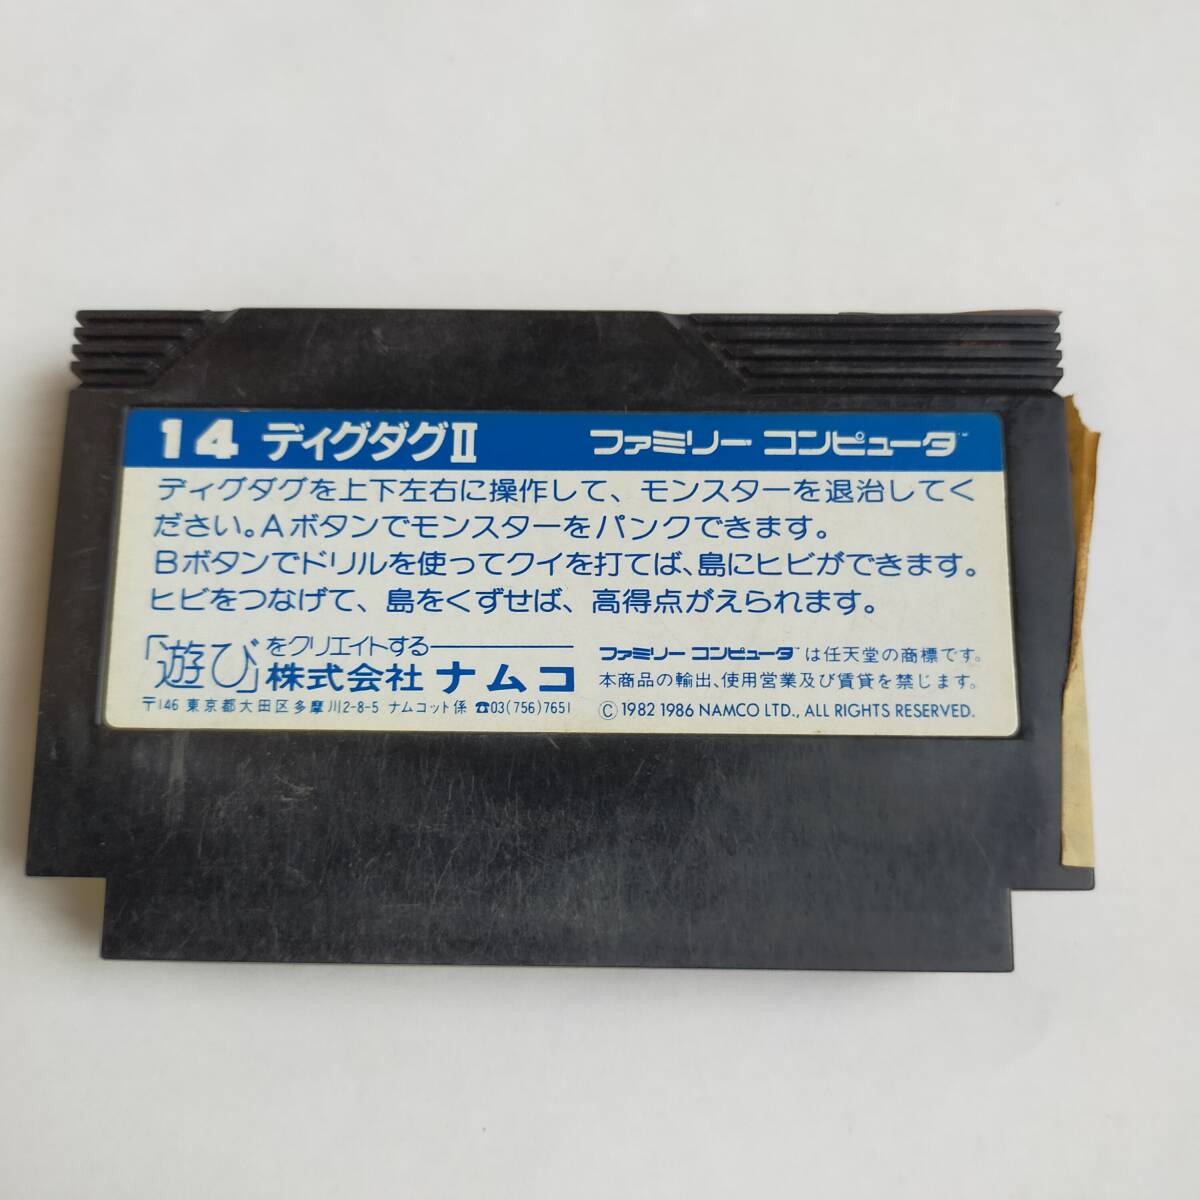 14 ディグダグⅡ ファミリー コンピュータ™
ディグダグを上下左右に操作して、モンスターを退治してく
ださい。Aボタンでモンスターをパンクできます。
Bボタンでドリルを使ってクイを打てば、島にヒビができます。
ヒビをつなげて、島をくずせば、高得点がえられます。
「遊び」をクリエイトする
株式会社 ナムコ
〒146 東京都大田区多摩川2-8-5 ナムコット係 ☎03(756)7651
ファミリー コンピュータ™は任天堂の商標です。
本商品の輸出、使用営業及び賃貸を禁じます。
Ⓒ 1982 1986 NAMCO LTD., ALL RIGHTS RESERVED.